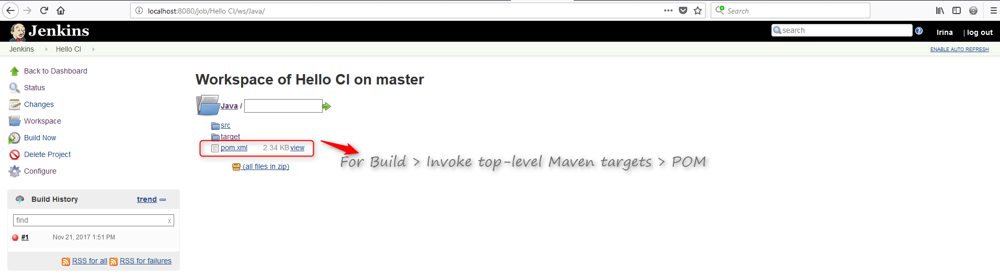 localhost:8080/job/Hello CI/ws/Java/
Search
Jenkins
search
Irina | log out
Jenkins Hello CI
ENABLE AUTO REFRESH
Back to Dashboard
Status
Changes
Workspace
Build Now
Delete Project
Configure
Workspace of Hello CI on master
Java /
src
target
pom.xml 2.34 KB view
(all files in zip)
For Build > Invoke top-level Maven targets > POM
Build History trend
find x
#1 Nov 21, 2017 1:51 PM
RSS for all RSS for failures